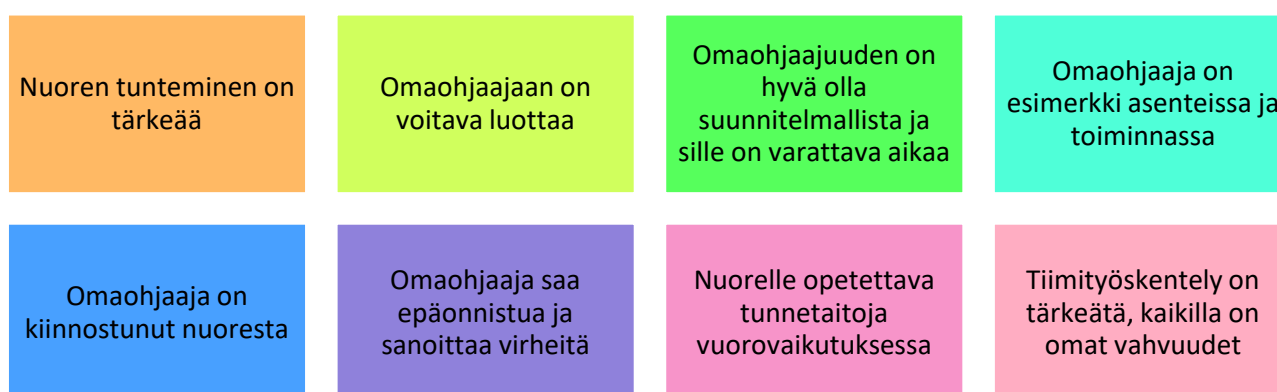 Nuoren tunteminen on
tärkeää
Omaohjaajaan on
voitava luottaa
Omaohjaajuuden on
hyvä olla
suunnitelmallista ja
sille on varattava aikaa
Omaohjaaja on
esimerkki asenteissa ja
toiminnassa
Omaohjaaja on
kiinnostunut nuoresta
Omaohjaaja saa
epäonnistua ja
sanoittaa virheitä
Nuorelle opetettava
tunnetaitoja
vuorovaikutuksessa
Tiimityöskentely on
tärkeätä, kaikilla on
omat vahvuudet